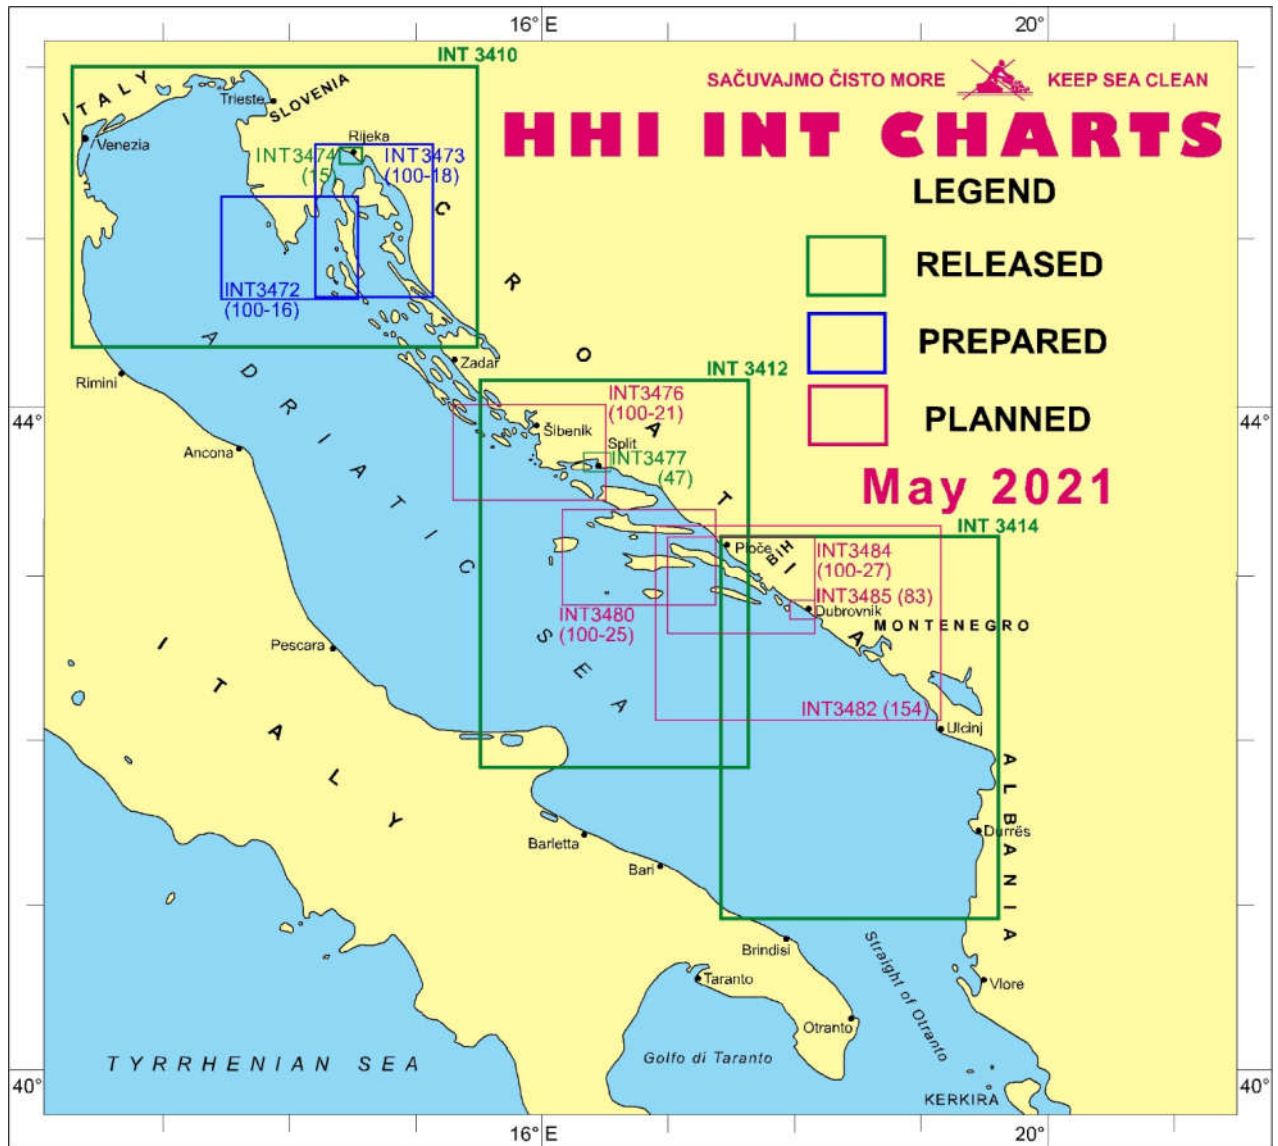 16° E
20°
INT 3410
SAČUVAJMO ČISTO MORE
KEEP SEA CLEAN
HHI INT CHARTS
ITALY
Trieste
SLOVENIA
Venezia
Rijeka
INT3474
(15)
INT3473
(100-18)
LEGEND
RELEASED
PREPARED
PLANNED
May 2021
INT3472
(100-16)
CROATIA
ADRIATIC SEA
Rimini
Zadar
INT 3412
44°
44°
INT3476
(100-21)
Šibenik
Split
INT3477
(47)
Ancona
INT 3414
Ploče
BIH
INT3484
(100-27)
INT3485 (83)
Dubrovnik
MONTENEGRO
INT3480
(100-25)
Pescara
ITALY
INT3482 (154)
Ulcinj
ALBANIA
Durrës
Barletta
Bari
Brindisi
Straight of Otranto
Taranto
Vlore
Otranto
Golfo di Taranto
TYRRHENIAN SEA
KERKIRA
40°
40°
16° E
20°